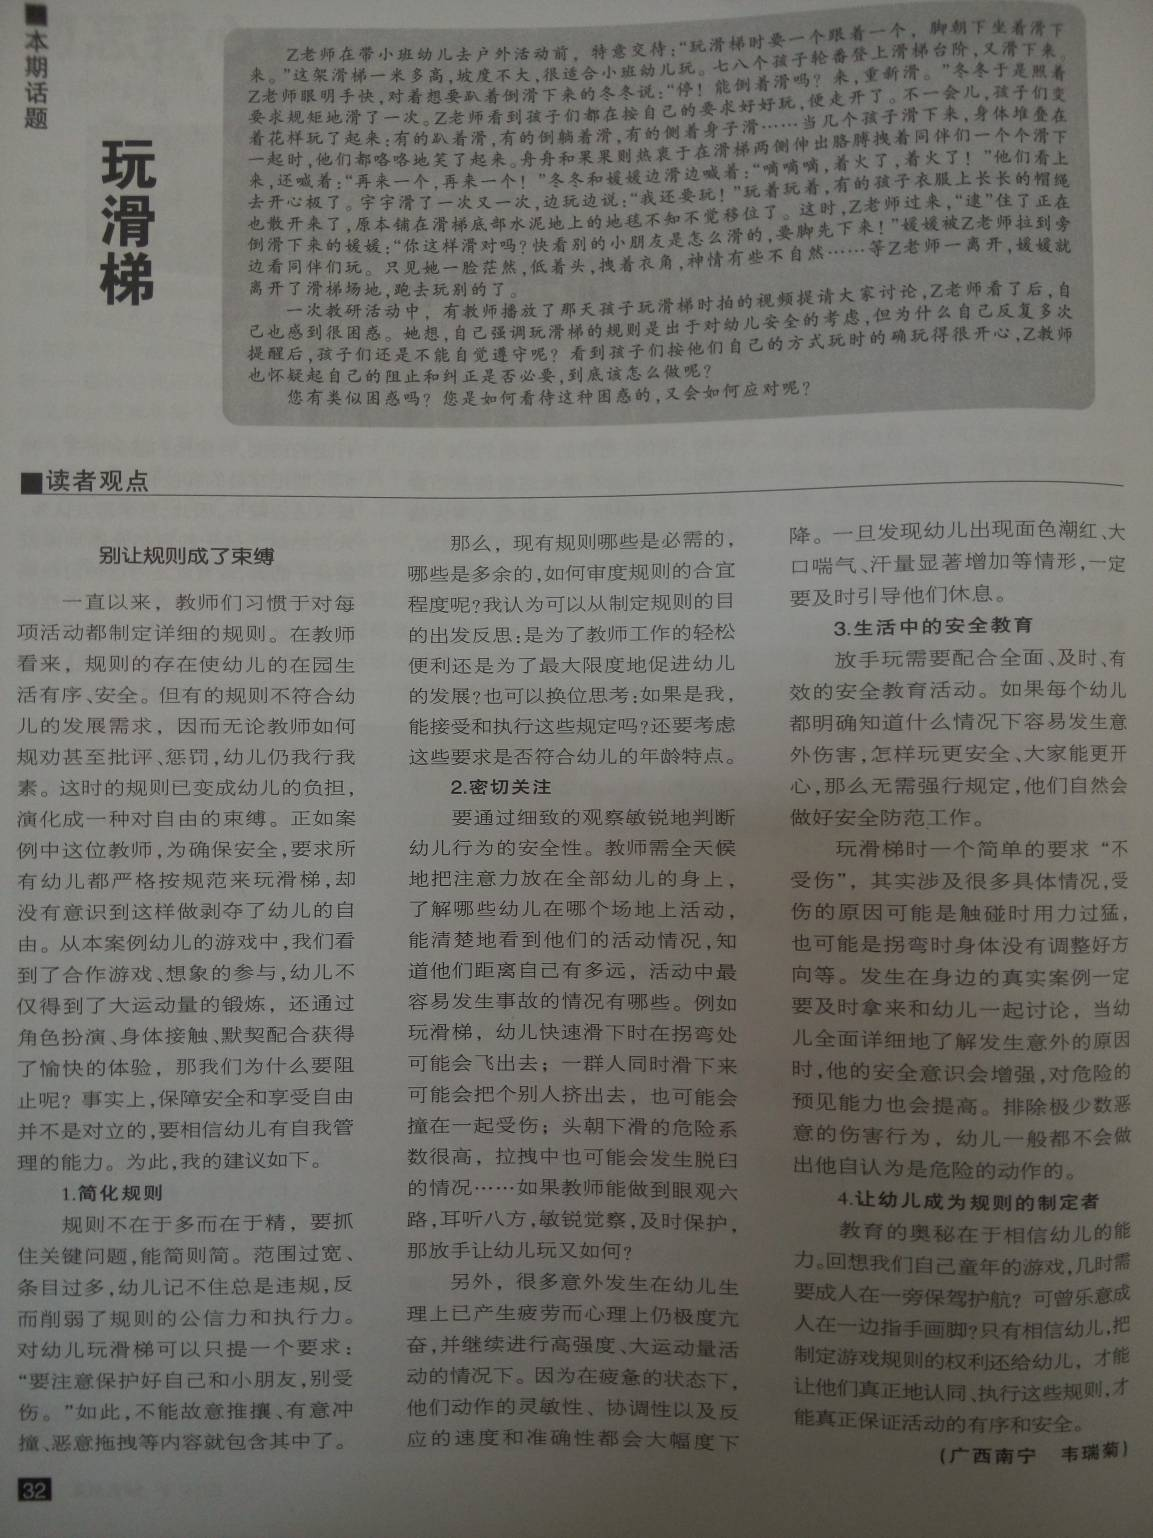 ■本期话题
玩滑梯
Z老师在带小班幼儿去户外活动前，特意交待：“玩滑梯时要一个跟着一个，脚朝下坐着滑下
来。”这架滑梯一米多高，坡度不大，很适合小班幼儿玩。七八个孩子轮番登上滑梯台阶，又滑下来。
Z老师眼明手快，对着想要趴着倒滑下来的冬冬说：“停！能倒着滑吗？来，重新滑。”冬冬于是照着
要求规矩地滑了一次。Z老师看到孩子们都在按自己的要求好好玩，便走开了。不一会儿，孩子们变
着花样玩了起来：有的趴着滑，有的倒躺着滑，有的侧着身子滑……当几个孩子滑下来，身体堆叠在
一起时，他们都咯咯地笑了起来。舟舟和果果则热衷于在滑梯两侧伸出胳膊拽着同伴们一个个滑下
来，还喊着：“再来一个，再来一个！”冬冬和媛媛边滑边喊着：“嘀嘀嘀，着火了，着火了！”他们看上
去开心极了。宇宇滑了一次又一次，边玩边说：“我还要玩！”玩着玩着，有的孩子衣服上长长的帽绳
也散开来了，原本铺在滑梯底部水泥地上的地毯不知不觉移位了。这时，Z老师过来，“逮”住了正在
倒滑下来的媛媛：“你这样滑对吗？快看别的小朋友是怎么滑的，要脚先下来！”媛媛被Z老师拉到旁
边看同伴们玩。只见她一脸茫然，低着头，拽着衣角，神情有些不自然……等Z老师一离开，媛媛就
离开了滑梯场地，跑去玩别的了。
一次教研活动中，有教师播放了那天孩子玩滑梯时拍的视频提请大家讨论，Z老师看了后，自
己也感到很困惑。她想，自己强调玩滑梯的规则是出于对幼儿安全的考虑，但为什么自己反复多次
提醒后，孩子们还是不能自觉遵守呢？看到孩子们按他们自己的方式玩时的确玩得很开心，Z教师
也怀疑起自己的阻止和纠正是否必要，到底该怎么做呢？
您有类似困惑吗？您是如何看待这种困惑的，又会如何应对呢？
■读者观点
别让规则成了束缚
一直以来，教师们习惯于对每
项活动都制定详细的规则。在教师
看来，规则的存在使幼儿的在园生
活有序、安全。但有的规则不符合幼
儿的发展需求，因而无论教师如何
规劝甚至批评、惩罚，幼儿仍我行我
素。这时的规则已变成幼儿的负担，
演化成一种对自由的束缚。正如案
例中这位教师，为确保安全，要求所
有幼儿都严格按规范来玩滑梯，却
没有意识到这样做剥夺了幼儿的自
由。从本案例幼儿的游戏中，我们看
到了合作游戏、想象的参与，幼儿不
仅得到了大运动量的锻炼，还通过
角色扮演、身体接触、默契配合获得
了愉快的体验，那我们为什么要阻
止呢？事实上，保障安全和享受自由
并不是对立的，要相信幼儿有自我管
理的能力。为此，我的建议如下。
1.简化规则
规则不在于多而在于精，要抓
住关键问题，能简则简。范围过宽、
条目过多，幼儿记不住总是违规，反
而削弱了规则的公信力和执行力。
对幼儿玩滑梯可以只提一个要求：
“要注意保护好自己和小朋友，别受
伤。”如此，不能故意推攘、有意冲
撞、恶意拖拽等内容就包含其中了。
那么，现有规则哪些是必需的，
哪些是多余的，如何审度规则的合宜
程度呢？我认为可以从制定规则的目
的出发反思：是为了教师工作的轻松
便利还是为了最大限度地促进幼儿
的发展？也可以换位思考：如果是我，
能接受和执行这些规定吗？还要考虑
这些要求是否符合幼儿的年龄特点。
2.密切关注
要通过细致的观察敏锐地判断
幼儿行为的安全性。教师需全天候
地把注意力放在全部幼儿的身上，
了解哪些幼儿在哪个场地上活动，
能清楚地看到他们的活动情况，知
道他们距离自己有多远，活动中最
容易发生事故的情况有哪些。例如
玩滑梯，幼儿快速滑下时在拐弯处
可能会飞出去；一群人同时滑下来
可能会把个别人挤出去，也可能会
撞在一起受伤；头朝下滑的危险系
数很高，拉拽中也可能会发生脱臼
的情况……如果教师能做到眼观六
路，耳听八方，敏锐觉察，及时保护，
那放手让幼儿玩又如何？
另外，很多意外发生在幼儿生
理上已产生疲劳而心理上仍极度亢
奋，并继续进行高强度、大运动量活
动的情况下。因为在疲惫的状态下，
他们动作的灵敏性、协调性以及反
应的速度和准确性都会大幅度下
降。一旦发现幼儿出现面色潮红、大
口喘气、汗量显著增加等情形，一定
要及时引导他们休息。
3.生活中的安全教育
放手玩需要配合全面、及时、有
效的安全教育活动。如果每个幼儿
都明确知道什么情况下容易发生意
外伤害，怎样玩更安全、大家能更开
心，那么无需强行规定，他们自然会
做好安全防范工作。
玩滑梯时一个简单的要求“不
受伤”，其实涉及很多具体情况，受
伤的原因可能是触碰时用力过猛，
也可能是拐弯时身体没有调整好方
向等。发生在身边的真实案例一定
要及时拿来和幼儿一起讨论，当幼
儿全面详细地了解发生意外的原因
时，他的安全意识会增强，对危险的
预见能力也会提高。排除极少数恶
意的伤害行为，幼儿一般都不会做
出他自认为是危险的动作的。
4.让幼儿成为规则的制定者
教育的奥秘在于相信幼儿的能
力。回想我们自己童年的游戏，几时需
要成人在一旁保驾护航？可曾乐意成
人在一边指手画脚？只有相信幼儿，把
制定游戏规则的权利还给幼儿，才能
让他们真正地认同、执行这些规则，才
能真正保证活动的有序和安全。
（广西南宁 韦瑞菊）
32